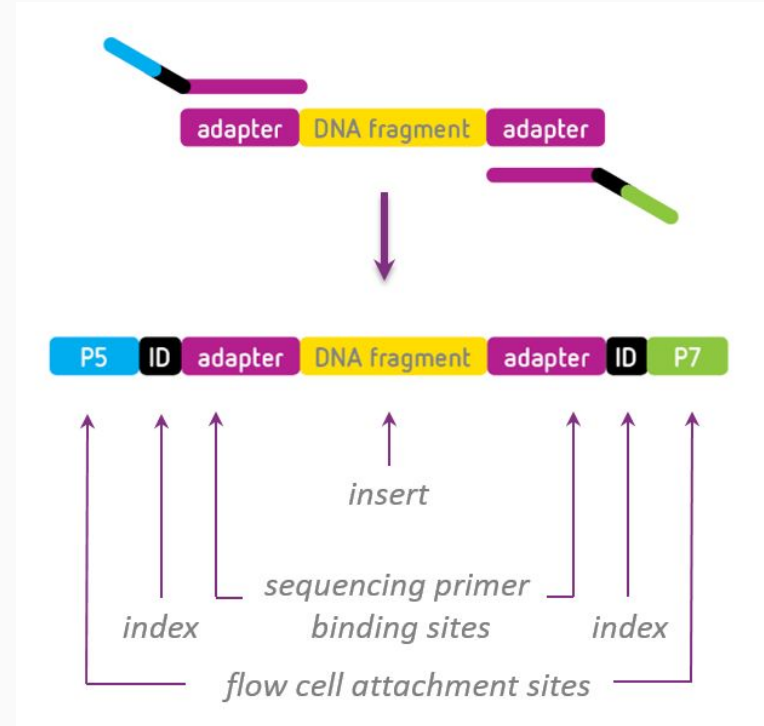 adapter DNA fragment adapter
P5 ID adapter DNA fragment adapter ID P7
insert
sequencing primer
binding sites
index index
flow cell attachment sites